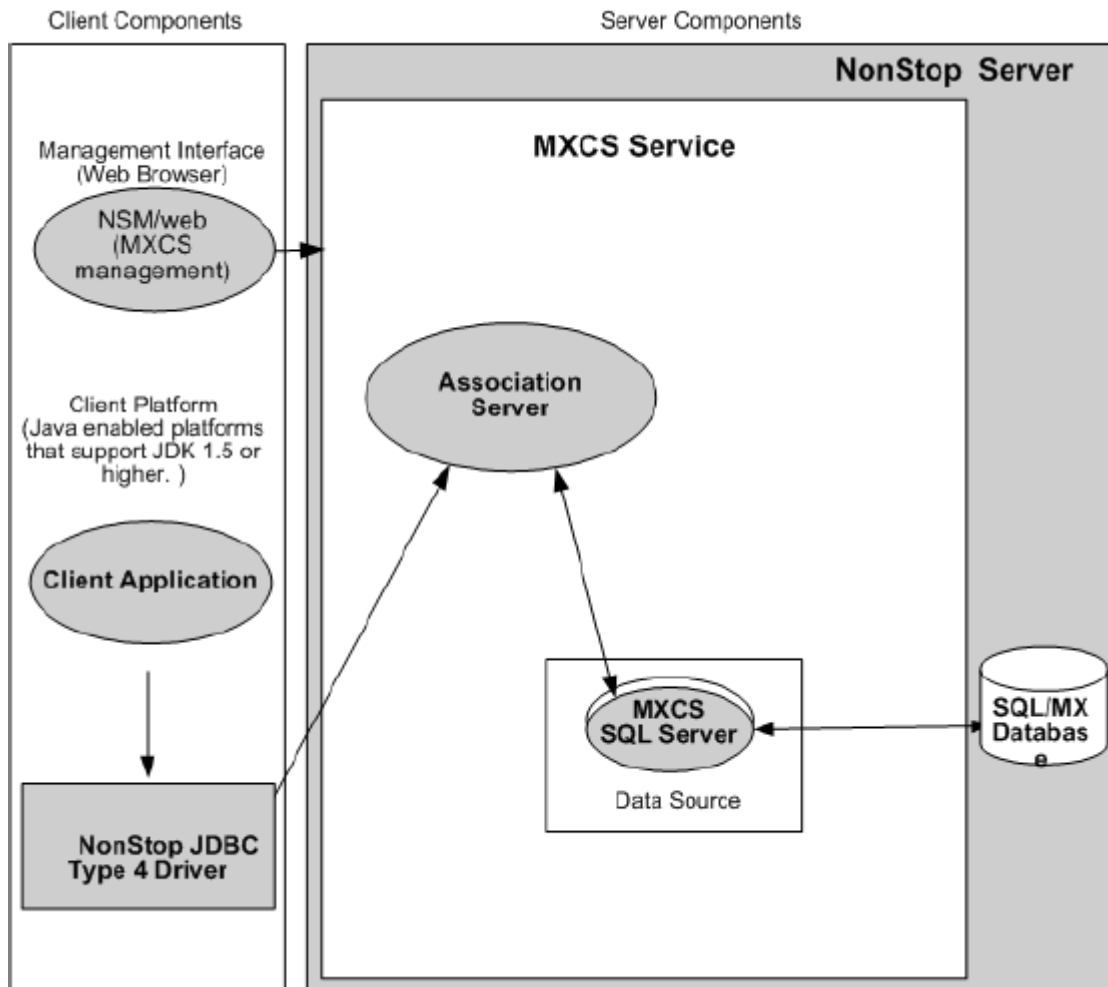 Client Components
Server Components
NonStop Server
MXCS Service
Management Interface
(Web Browser)
NSM/web
(MXCS
management)
Association
Server
Client Platform
(Java enabled platforms
that support JDK 1.5 or
higher. )
Client Application
MXCS
SQL Server
Data Source
SQL/MX
Databas
e
NonStop JDBC
Type 4 Driver